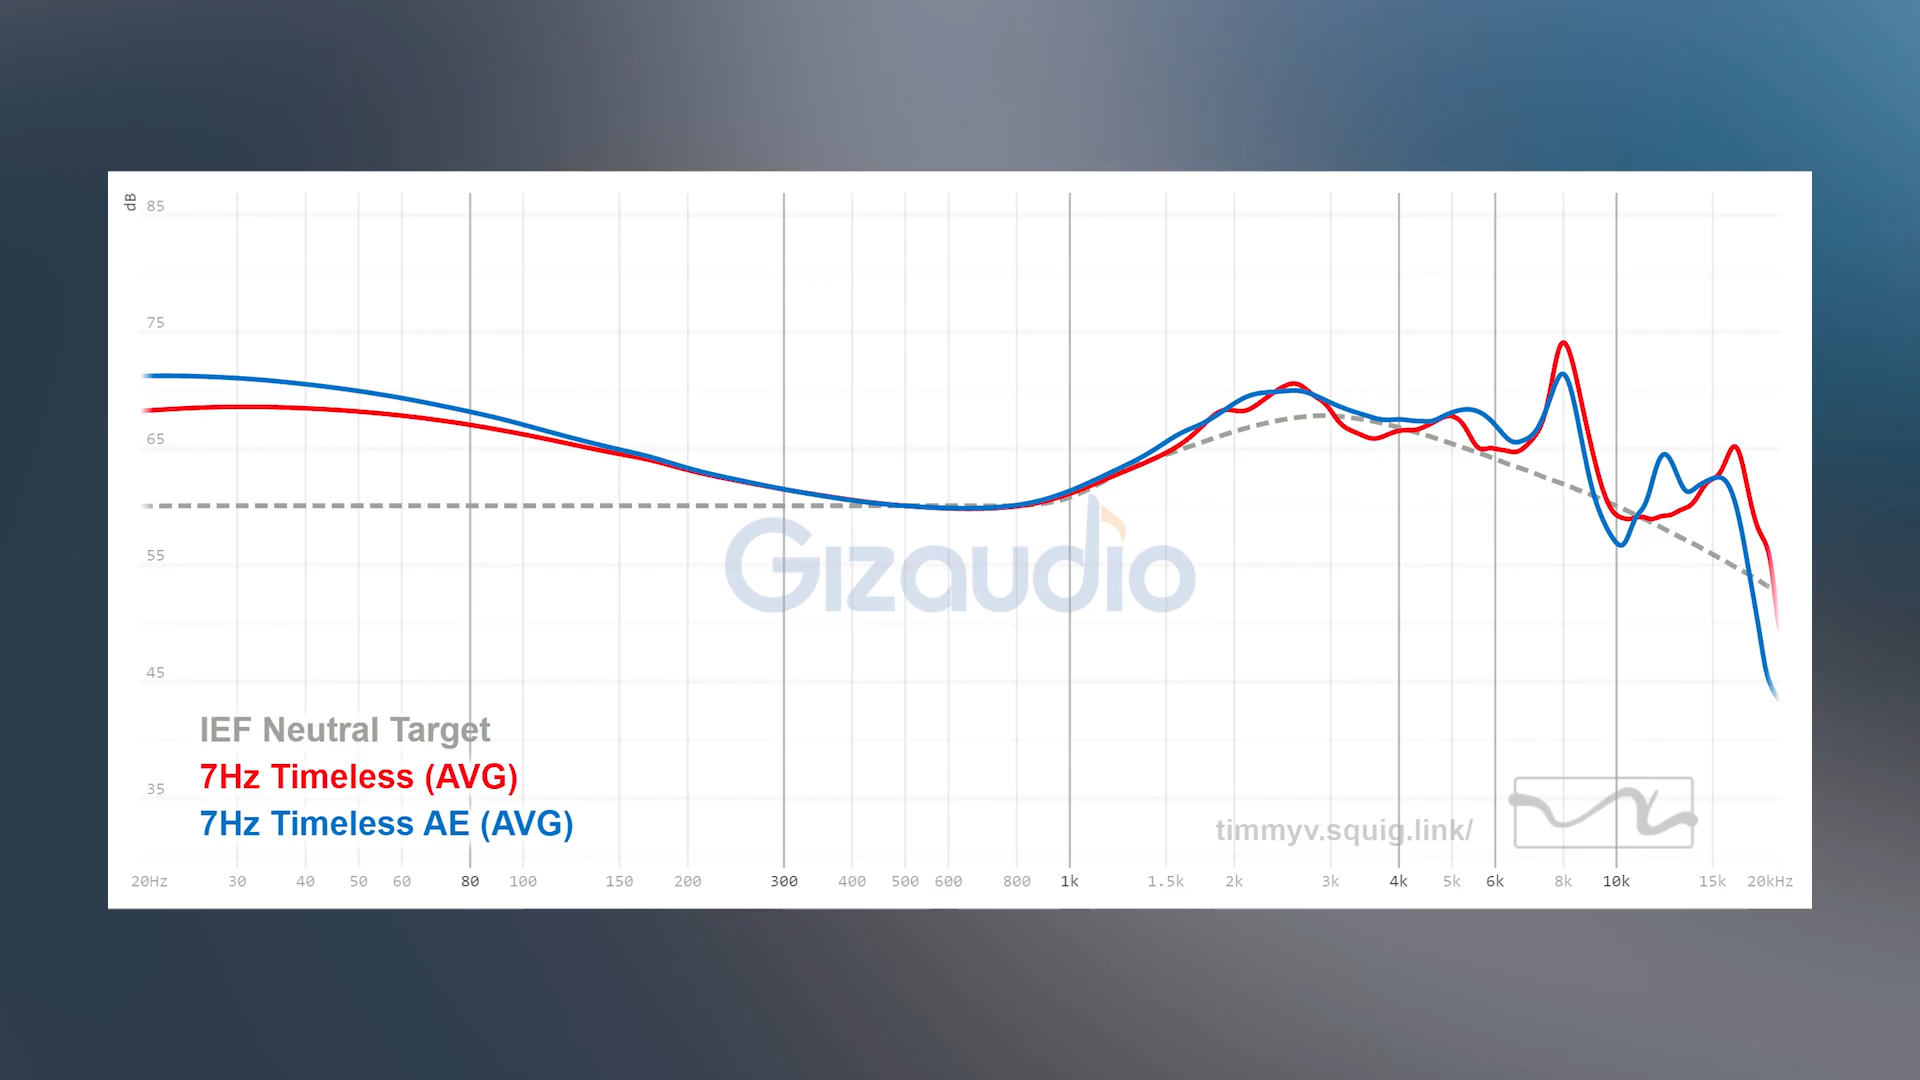 dB
85
75
65
55
45
35
Gizaudio
IEF Neutral Target
7Hz Timeless (AVG)
7Hz Timeless AE (AVG)
timmyv.squig.link/
20Hz 30 40 50 60 80 100 150 200 300 400 500 600 800 1k 1.5k 2k 3k 4k 5k 6k 8k 10k 15k 20kHz